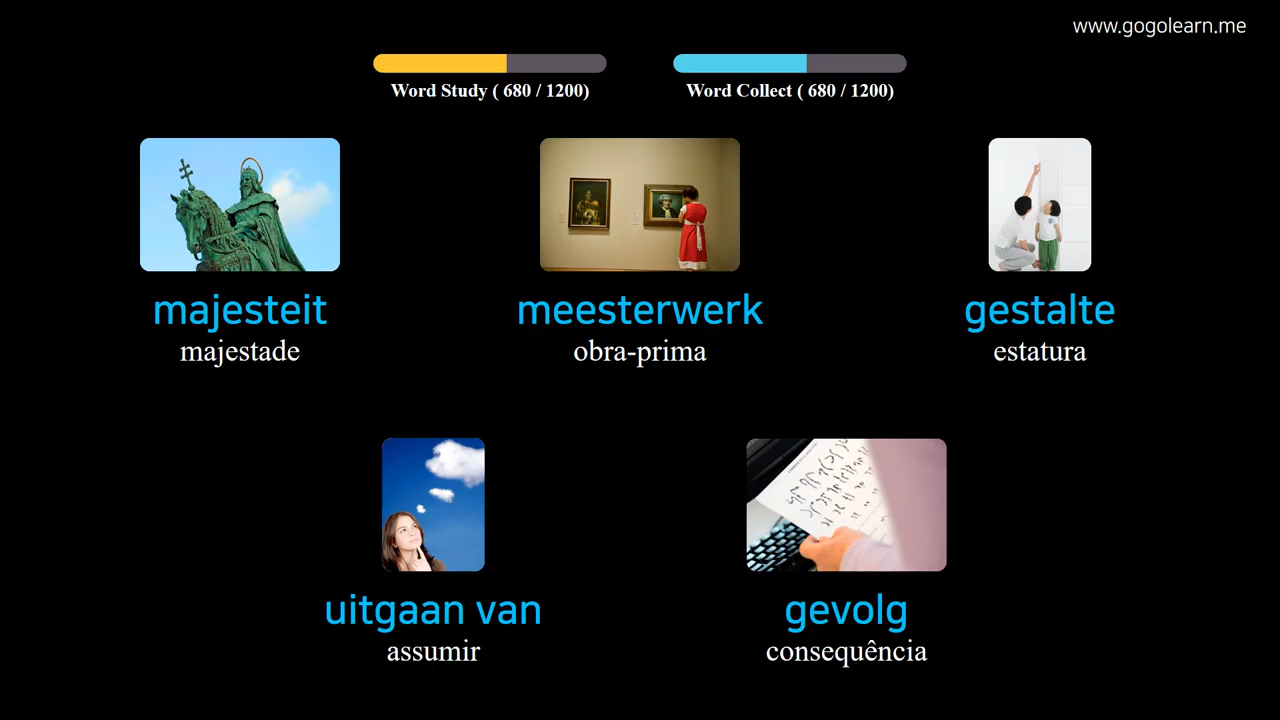 www.gogolearn.me
Word Study ( 680 / 1200)
Word Collect ( 680 / 1200)
majesteit
majestade
meesterwerk
obra-prima
gestalte
estatura
uitgaan van
assumir
gevolg
consequência